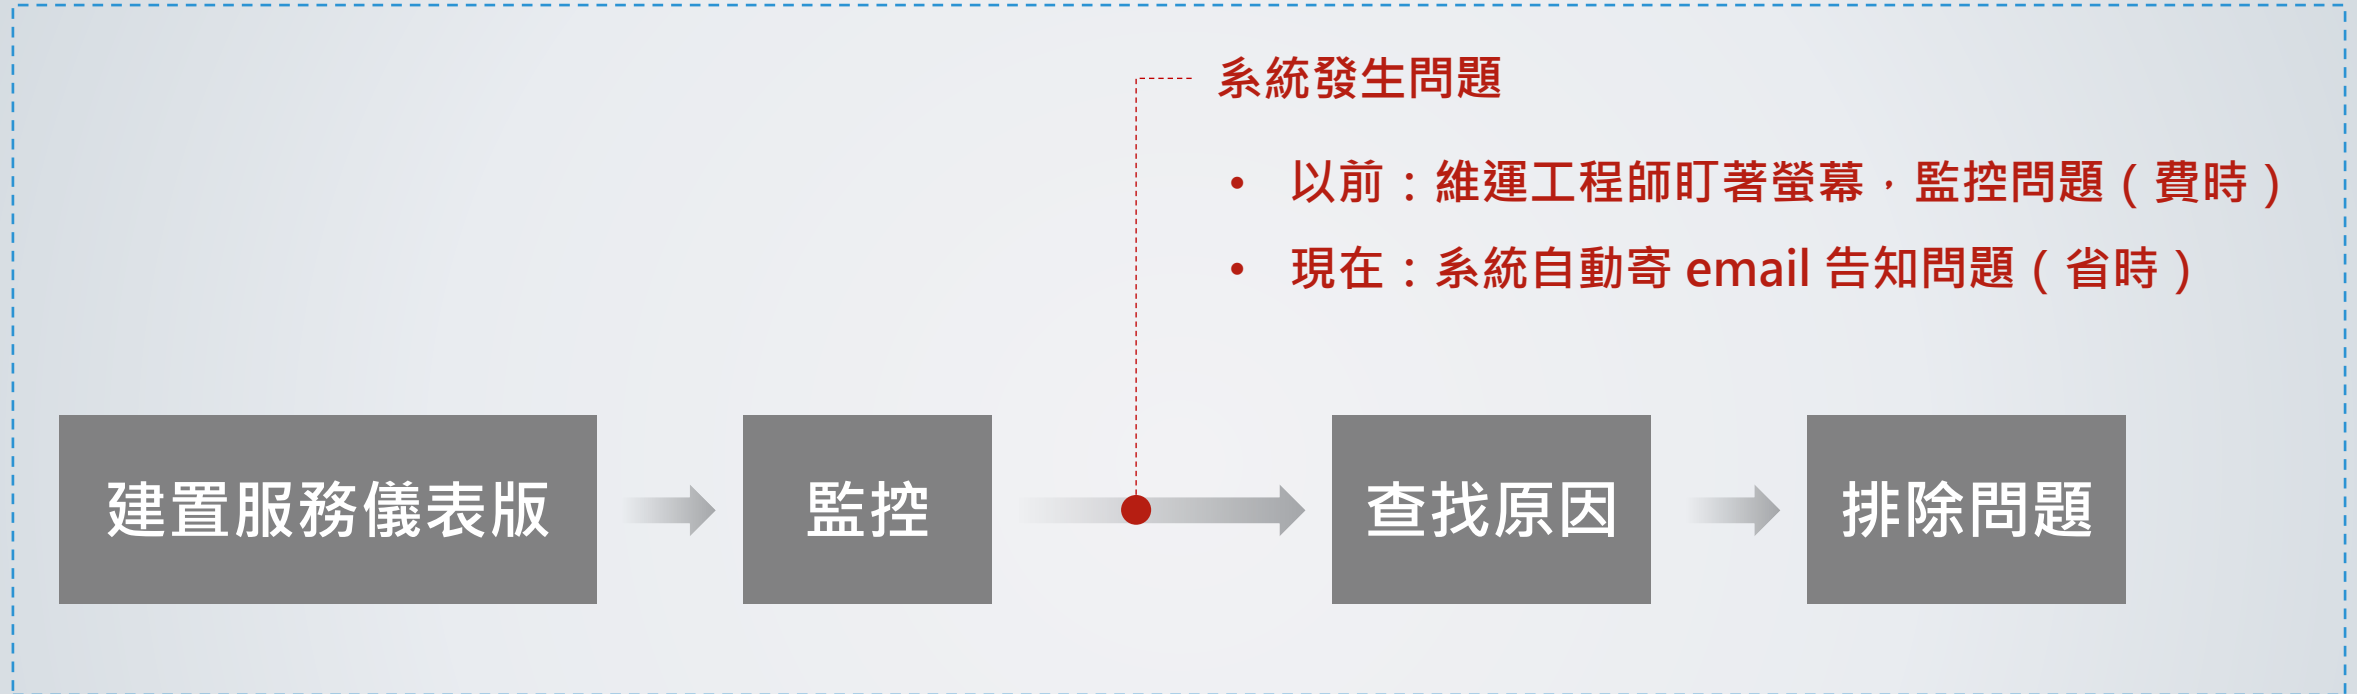 系統發生問題
• 以前：維運工程師盯著螢幕，監控問題（費時）
• 現在：系統自動寄 email 告知問題（省時）
建置服務儀表版
監控
查找原因
排除問題